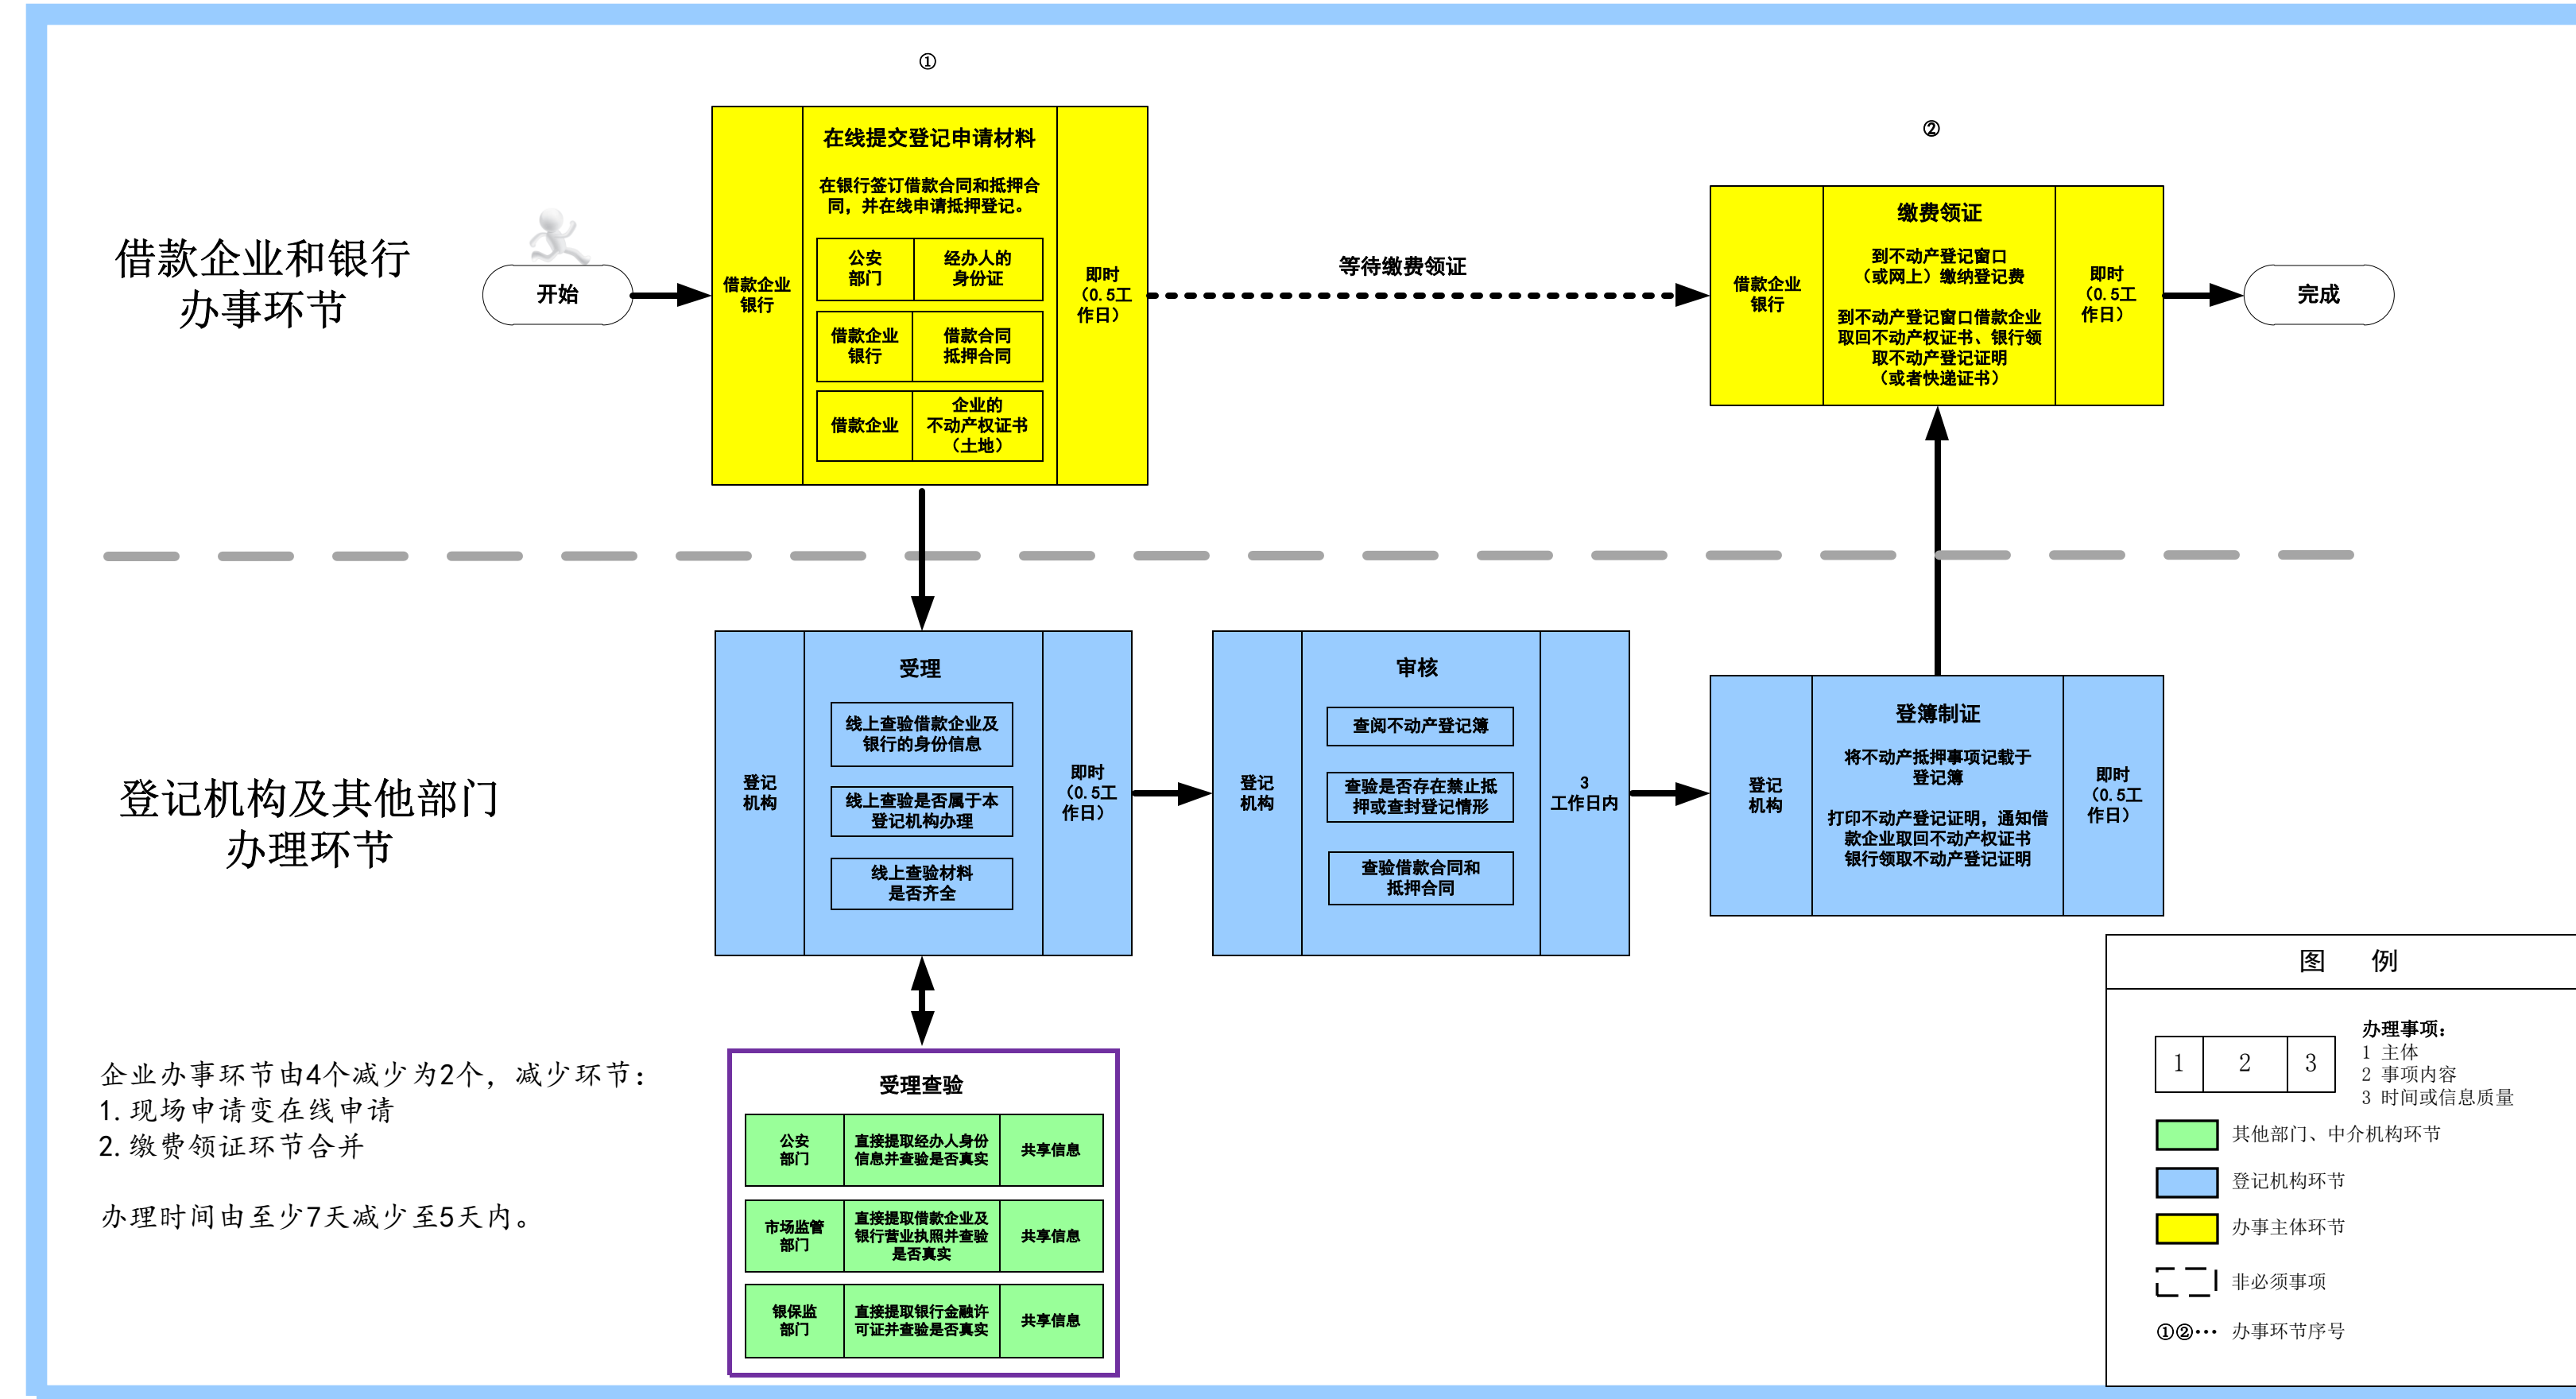 ①
②
借款企业和银行
办事环节
开始
借款企业
银行
在线提交登记申请材料
在银行签订借款合同和抵押合
同，并在线申请抵押登记。
公安
部门
经办人的
身份证
借款企业
银行
借款合同
抵押合同
借款企业
企业的
不动产权证书
（土地）
即时
（0.5工
作日）
等待缴费领证
借款企业
银行
缴费领证
到不动产登记窗口
（或网上）缴纳登记费
到不动产登记窗口借款企业
取回不动产权证书、银行领
取不动产登记证明
（或者快递证书）
即时
（0.5工
作日）
完成
登记机构及其他部门
办理环节
登记
机构
受理
线上查验借款企业及
银行的身份信息
线上查验是否属于本
登记机构办理
线上查验材料
是否齐全
即时
（0.5工
作日）
登记
机构
审核
查阅不动产登记簿
查验是否存在禁止抵
押或查封登记情形
查验借款合同和
抵押合同
3
工作日内
登记
机构
登簿制证
将不动产抵押事项记载于
登记簿
打印不动产登记证明，通知借
款企业取回不动产权证书
银行领取不动产登记证明
即时
（0.5工
作日）
企业办事环节由4个减少为2个，减少环节：
1.现场申请变在线申请
2.缴费领证环节合并
办理时间由至少7天减少至5天内。
受理查验
公安
部门
直接提取经办人身份
信息并查验是否真实
共享信息
市场监管
部门
直接提取借款企业及
银行营业执照并查验
是否真实
共享信息
银保监
部门
直接提取银行金融许
可证并查验是否真实
共享信息
图 例
1 2 3
办理事项：
1 主体
2 事项内容
3 时间或信息质量
其他部门、中介机构环节
登记机构环节
办事主体环节
非必须事项
①②… 办事环节序号